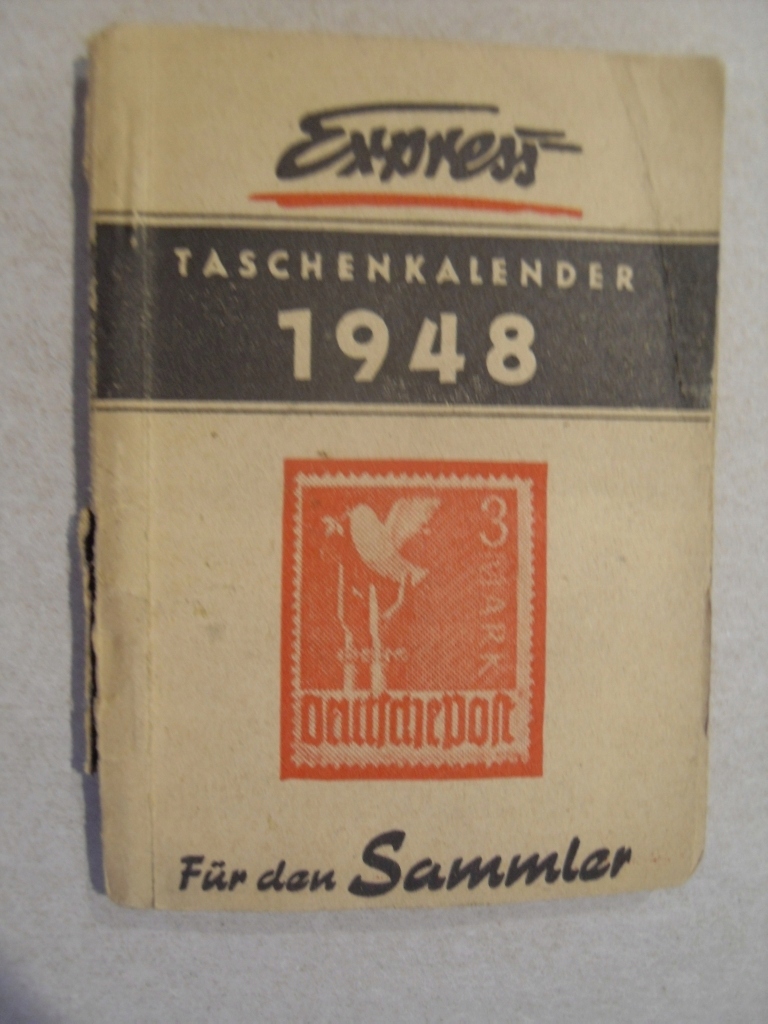 Express
TASCHENKALENDER
1948
3 MARK
Deutsche Post
Für den Sammler